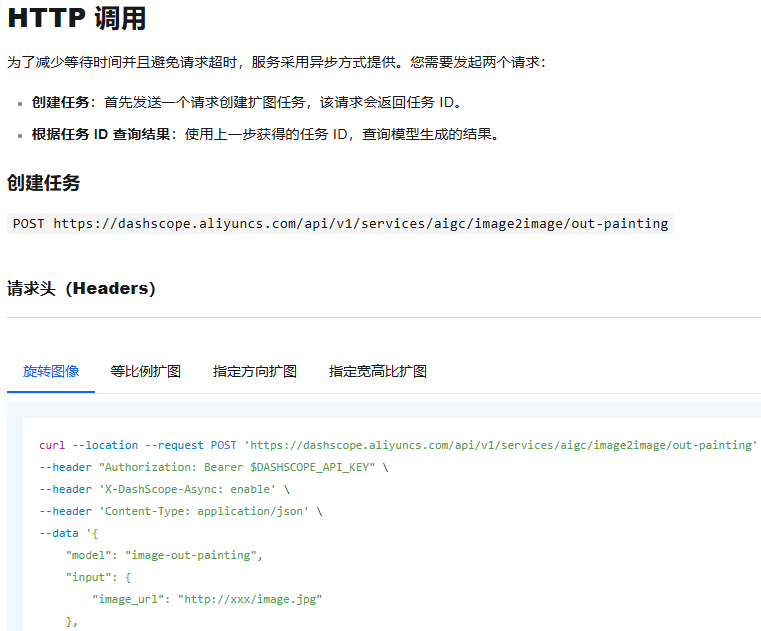 HTTP 调用
为了减少等待时间并且避免请求超时，服务采用异步方式提供。您需要发起两个请求：
创建任务：首先发送一个请求创建扩图任务，该请求会返回任务 ID。
根据任务 ID 查询结果：使用上一步获得的任务 ID，查询模型生成的结果。
创建任务
POST https://dashscope.aliyuncs.com/api/v1/services/aigc/image2image/out-painting
请求头（Headers）
旋转图像 等比例扩图 指定方向扩图 指定宽高比扩图
curl --location --request POST 'https://dashscope.aliyuncs.com/api/v1/services/aigc/image2image/out-painting'
--header "Authorization: Bearer $DASHSCOPE_API_KEY" \
--header 'X-DashScope-Async: enable' \
--header 'Content-Type: application/json' \
--data '{
    "model": "image-out-painting",
    "input": {
        "image_url": "http://xxx/image.jpg"
    },